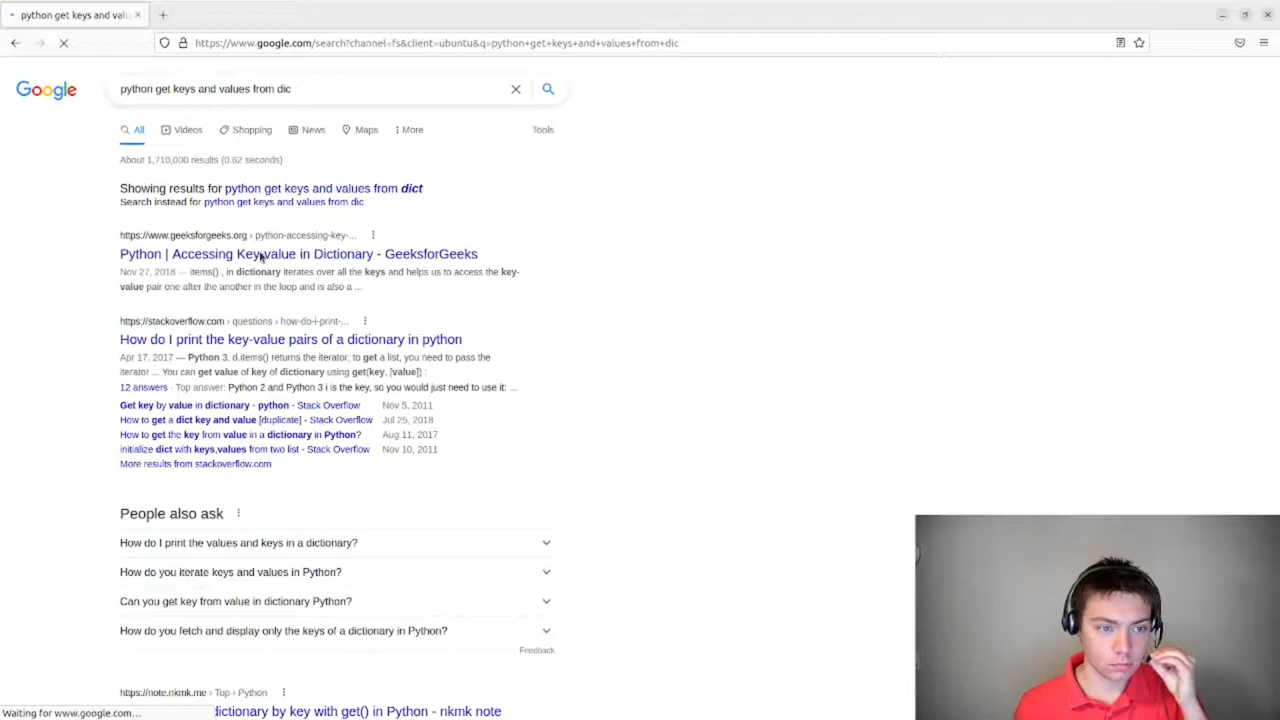 python get keys and valu
https://www.google.com/search?channel=fs&client=ubuntu&q=python+get+keys+and+values+from+dic
Google
python get keys and values from dic
All
Videos
Shopping
News
Maps
More
Tools
About 1,710,000 results (0.62 seconds)
Showing results for python get keys and values from dict
Search instead for python get keys and values from dic
https://www.geeksforgeeks.org › python-accessing-key-...
Python | Accessing Key-value in Dictionary - GeeksforGeeks
Nov 27, 2018 — items() , in dictionary iterates over all the keys and helps us to access the key-
value pair one after the another in the loop and is also a ...
https://stackoverflow.com › questions › how-do-i-print-...
How do I print the key-value pairs of a dictionary in python
Apr 17, 2017 — Python 3. d.items() returns the iterator; to get a list, you need to pass the
iterator ... You can get value of key of dictionary using get(key, [value]) :
12 answers · Top answer: Python 2 and Python 3 i is the key, so you would just need to use it: ...
Get key by value in dictionary - python - Stack Overflow Nov 5, 2011
How to get a dict key and value [duplicate] - Stack Overflow Jul 25, 2018
How to get the key from value in a dictionary in Python? Aug 11, 2017
initialize dict with keys,values from two list - Stack Overflow Nov 10, 2011
More results from stackoverflow.com
People also ask
How do I print the values and keys in a dictionary?
How do you iterate keys and values in Python?
Can you get key from value in dictionary Python?
How do you fetch and display only the keys of a dictionary in Python?
Feedback
https://note.nkmk.me › Top › Python
dictionary by key with get() in Python - nkmk note
Waiting for www.google.com...